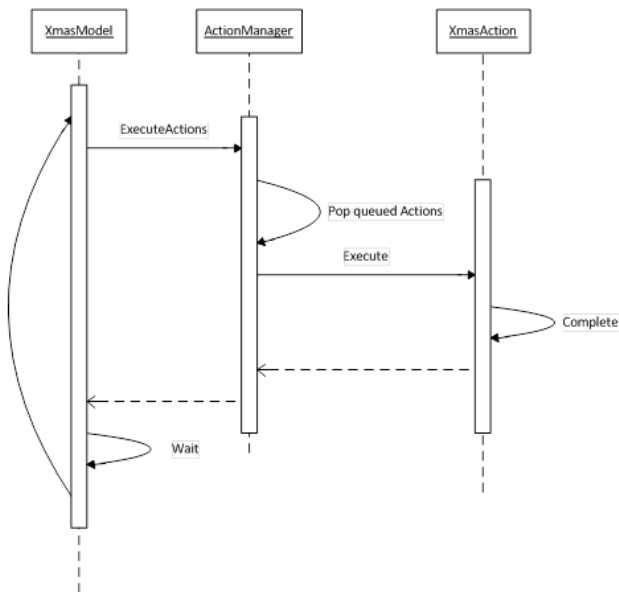 XmasModel
ActionManager
XmasAction
ExecuteActions
Pop queued Actions
Execute
Complete
Wait